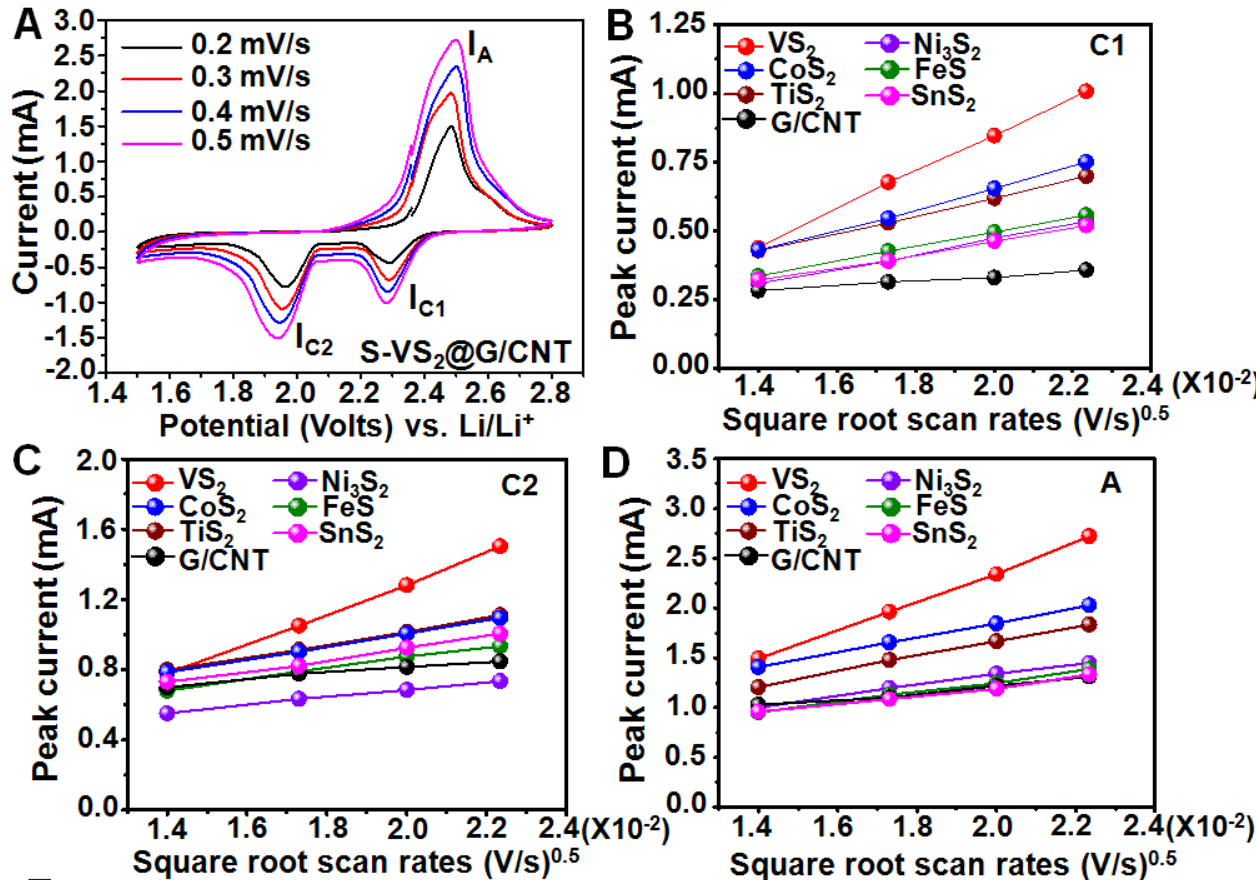 A
3.0
2.5
2.0
1.5
1.0
0.5
0.0
-0.5
-1.0
-1.5
-2.0
Current (mA)
0.2 mV/s
0.3 mV/s
0.4 mV/s
0.5 mV/s
I_A
I_C1
I_C2
S-VS₂@G/CNT
1.4 1.6 1.8 2.0 2.2 2.4 2.6 2.8
Potential (Volts) vs. Li/Li⁺
B
1.25
1.00
0.75
0.50
0.25
0.00
Peak current (mA)
VS₂ Ni₃S₂
CoS₂ FeS
TiS₂ SnS₂
G/CNT
C1
1.4 1.6 1.8 2.0 2.2 2.4 (X10⁻²)
Square root scan rates (V/s)⁰·⁵
C
2.0
1.6
1.2
0.8
0.4
0.0
Peak current (mA)
VS₂ Ni₃S₂
CoS₂ FeS
TiS₂ SnS₂
G/CNT
C2
1.4 1.6 1.8 2.0 2.2 2.4 (X10⁻²)
Square root scan rates (V/s)⁰·⁵
D
3.5
3.0
2.5
2.0
1.5
1.0
0.5
0.0
Peak current (mA)
VS₂ Ni₃S₂
CoS₂ FeS
TiS₂ SnS₂
G/CNT
A
1.4 1.6 1.8 2.0 2.2 2.4 (X10⁻²)
Square root scan rates (V/s)⁰·⁵